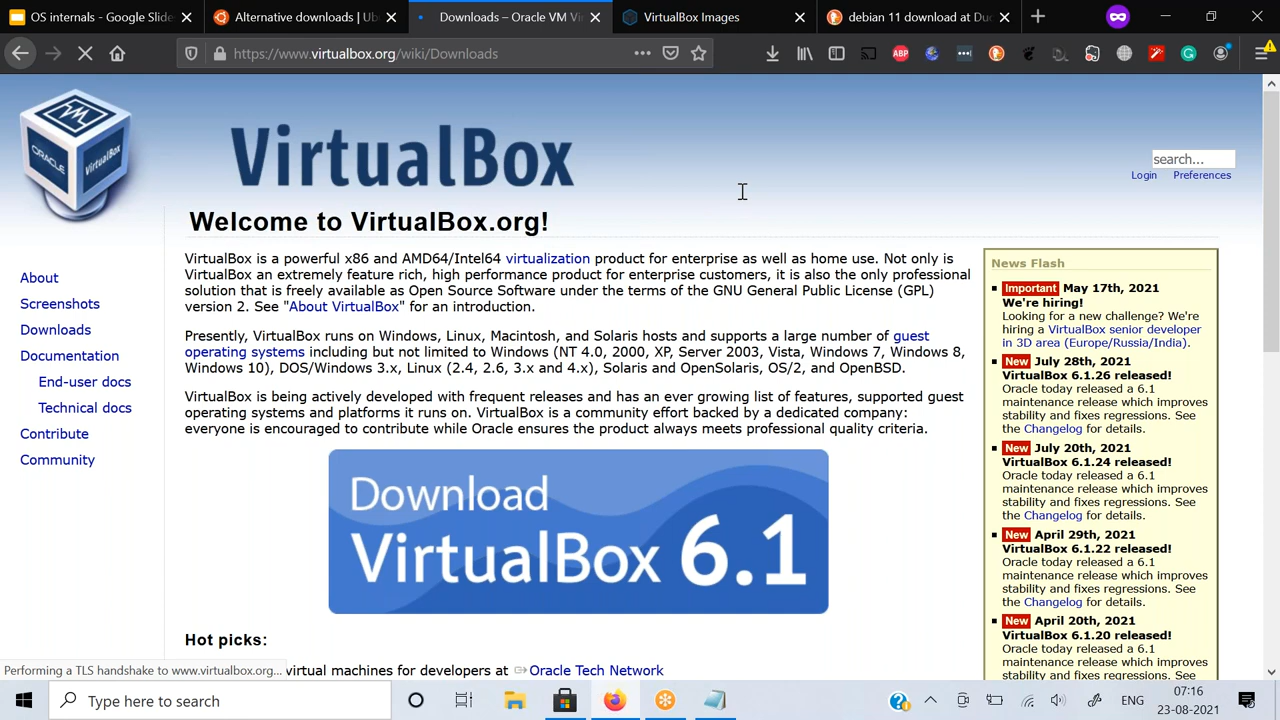 OS internals - Google Slides
Alternative downloads | Ub
Downloads – Oracle VM Vi
VirtualBox Images
debian 11 download at Duc
https://www.virtualbox.org/wiki/Downloads
ABP
ORACLE
VirtualBox
VirtualBox
search...
Login Preferences
Welcome to VirtualBox.org!
VirtualBox is a powerful x86 and AMD64/Intel64 virtualization product for enterprise as well as home use. Not only is
VirtualBox an extremely feature rich, high performance product for enterprise customers, it is also the only professional
solution that is freely available as Open Source Software under the terms of the GNU General Public License (GPL)
version 2. See "About VirtualBox" for an introduction.
Presently, VirtualBox runs on Windows, Linux, Macintosh, and Solaris hosts and supports a large number of guest
operating systems including but not limited to Windows (NT 4.0, 2000, XP, Server 2003, Vista, Windows 7, Windows 8,
Windows 10), DOS/Windows 3.x, Linux (2.4, 2.6, 3.x and 4.x), Solaris and OpenSolaris, OS/2, and OpenBSD.
VirtualBox is being actively developed with frequent releases and has an ever growing list of features, supported guest
operating systems and platforms it runs on. VirtualBox is a community effort backed by a dedicated company:
everyone is encouraged to contribute while Oracle ensures the product always meets professional quality criteria.
About
Screenshots
Downloads
Documentation
End-user docs
Technical docs
Contribute
Community
Download
VirtualBox 6.1
Hot picks:
virtual machines for developers at Oracle Tech Network
News Flash
Important May 17th, 2021
We're hiring!
Looking for a new challenge? We're
hiring a VirtualBox senior developer
in 3D area (Europe/Russia/India).
New July 28th, 2021
VirtualBox 6.1.26 released!
Oracle today released a 6.1
maintenance release which improves
stability and fixes regressions. See
the Changelog for details.
New July 20th, 2021
VirtualBox 6.1.24 released!
Oracle today released a 6.1
maintenance release which improves
stability and fixes regressions. See
the Changelog for details.
New April 29th, 2021
VirtualBox 6.1.22 released!
Oracle today released a 6.1
maintenance release which improves
stability and fixes regressions. See
the Changelog for details.
New April 20th, 2021
VirtualBox 6.1.20 released!
Oracle today released a 6.1
maintenance release which improves
stability and fixes regressions. See
Performing a TLS handshake to www.virtualbox.org...
Type here to search
ENG
07:16
23-08-2021